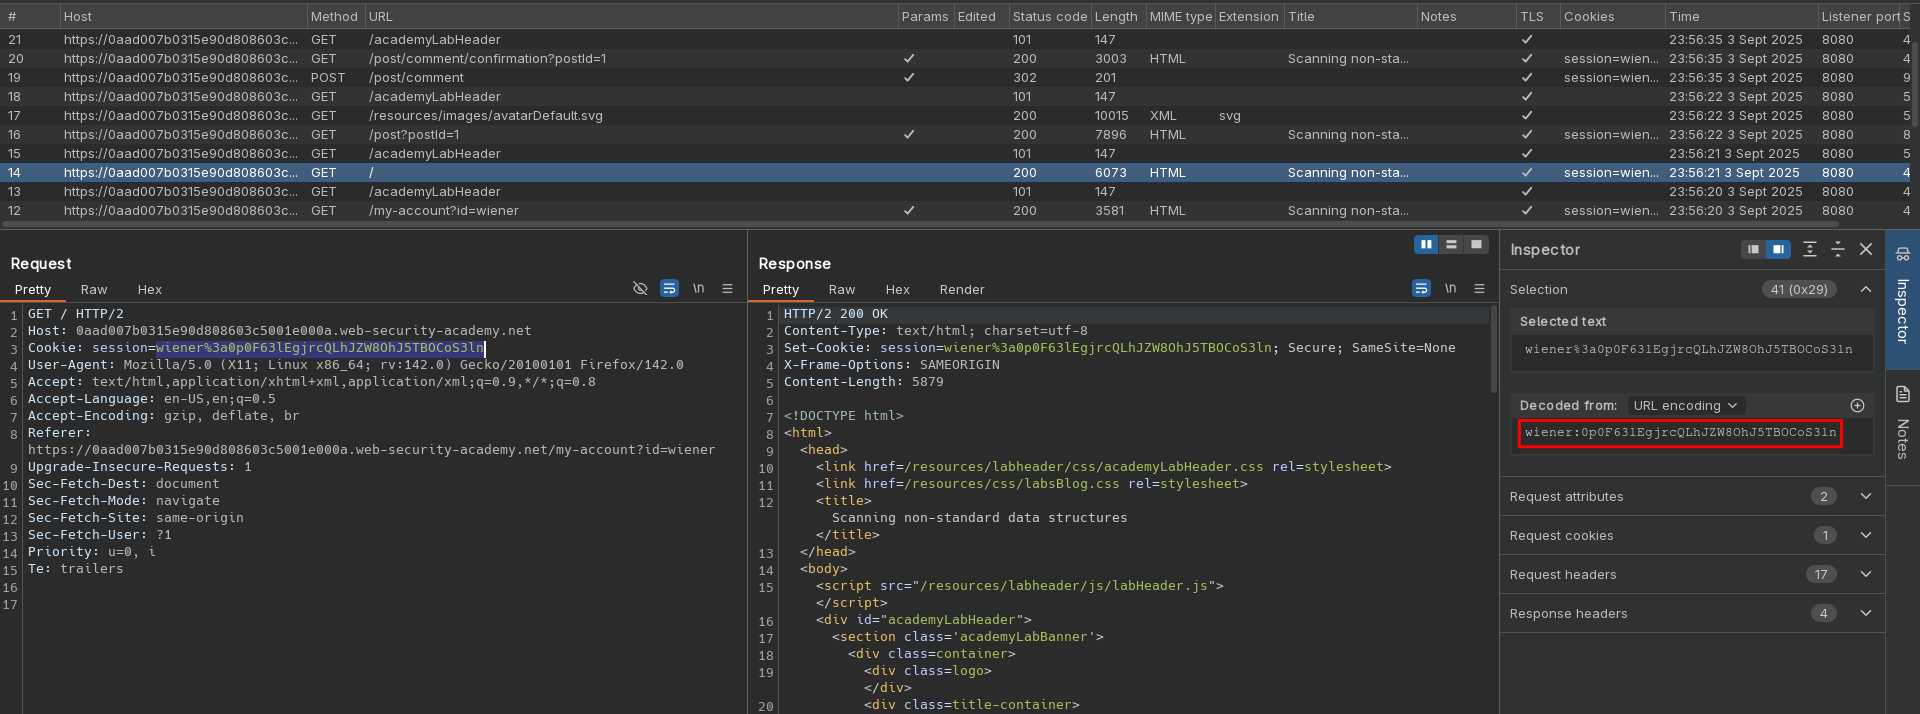 # Host Method URL Params Edited Status code Length MIME type Extension Title Notes TLS Cookies Time Listener port S
21 https://0aad007b0315e90d808603c... GET /academyLabHeader 101 147 ✓ 23:56:35 3 Sept 2025 8080 4
20 https://0aad007b0315e90d808603c... GET /post/comment/confirmation?postId=1 ✓ 200 3003 HTML Scanning non-sta... ✓ session=wien... 23:56:35 3 Sept 2025 8080 4
19 https://0aad007b0315e90d808603c... POST /post/comment ✓ 302 201 ✓ session=wien... 23:56:35 3 Sept 2025 8080 9
18 https://0aad007b0315e90d808603c... GET /academyLabHeader 101 147 ✓ 23:56:22 3 Sept 2025 8080 5
17 https://0aad007b0315e90d808603c... GET /resources/images/avatarDefault.svg 200 10015 XML svg ✓ 23:56:22 3 Sept 2025 8080 5
16 https://0aad007b0315e90d808603c... GET /post?postId=1 ✓ 200 7896 HTML Scanning non-sta... ✓ session=wien... 23:56:22 3 Sept 2025 8080 8
15 https://0aad007b0315e90d808603c... GET /academyLabHeader 101 147 ✓ 23:56:21 3 Sept 2025 8080 5
14 https://0aad007b0315e90d808603c... GET / 200 6073 HTML Scanning non-sta... ✓ session=wien... 23:56:21 3 Sept 2025 8080 4
13 https://0aad007b0315e90d808603c... GET /academyLabHeader 101 147 ✓ 23:56:20 3 Sept 2025 8080 4
12 https://0aad007b0315e90d808603c... GET /my-account?id=wiener ✓ 200 3581 HTML Scanning non-sta... ✓ session=wien... 23:56:20 3 Sept 2025 8080 4
Request
Pretty Raw Hex \n
1 GET / HTTP/2
2 Host: 0aad007b0315e90d808603c5001e000a.web-security-academy.net
3 Cookie: session=wiener%3a0p0F63lEgjrcQLhJZW8OhJ5TBOCoS3ln
4 User-Agent: Mozilla/5.0 (X11; Linux x86_64; rv:142.0) Gecko/20100101 Firefox/142.0
5 Accept: text/html,application/xhtml+xml,application/xml;q=0.9,*/*;q=0.8
6 Accept-Language: en-US,en;q=0.5
7 Accept-Encoding: gzip, deflate, br
8 Referer:
https://0aad007b0315e90d808603c5001e000a.web-security-academy.net/my-account?id=wiener
9 Upgrade-Insecure-Requests: 1
10 Sec-Fetch-Dest: document
11 Sec-Fetch-Mode: navigate
12 Sec-Fetch-Site: same-origin
13 Sec-Fetch-User: ?1
14 Priority: u=0, i
15 Te: trailers
16
17
Response
Pretty Raw Hex Render \n
1 HTTP/2 200 OK
2 Content-Type: text/html; charset=utf-8
3 Set-Cookie: session=wiener%3a0p0F63lEgjrcQLhJZW8OhJ5TBOCoS3ln; Secure; SameSite=None
4 X-Frame-Options: SAMEORIGIN
5 Content-Length: 5879
6
7 <!DOCTYPE html>
8 <html>
9 <head>
10 <link href=/resources/labheader/css/academyLabHeader.css rel=stylesheet>
11 <link href=/resources/css/labsBlog.css rel=stylesheet>
12 <title>
Scanning non-standard data structures
</title>
13 </head>
14 <body>
15 <script src="/resources/labheader/js/labHeader.js">
</script>
16 <div id="academyLabHeader">
17 <section class='academyLabBanner'>
18 <div class=container>
19 <div class=logo>
</div>
20 <div class=title-container>
Inspector
Selection 41 (0x29)
Selected text
wiener%3a0p0F63lEgjrcQLhJZW8OhJ5TBOCoS3ln
Decoded from: URL encoding
wiener:0p0F63lEgjrcQLhJZW8OhJ5TBOCoS3ln
Request attributes 2
Request cookies 1
Request headers 17
Response headers 4
Inspector
Notes